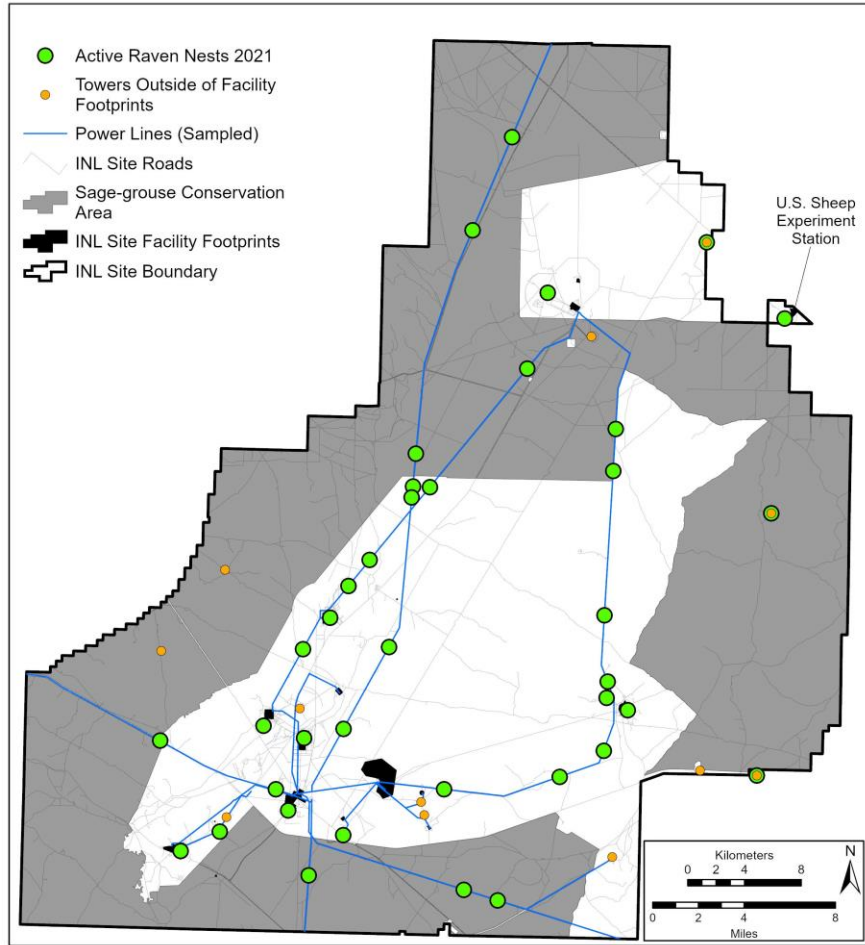 Active Raven Nests 2021
Towers Outside of Facility
Footprints
Power Lines (Sampled)
INL Site Roads
Sage-grouse Conservation
Area
INL Site Facility Footprints
INL Site Boundary
U.S. Sheep
Experiment
Station
Kilometers
0 2 4 8
N
0 2 4 8
Miles